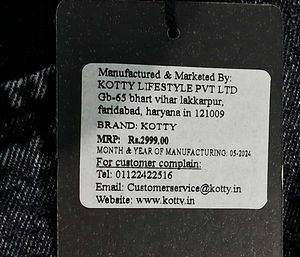 Manufactured & Marketed By:
KOTTY LIFESTYLE PVT LTD
Gb-65 bhart vihar lakkarpur,
faridabad, haryana in 121009
BRAND: KOTTY
MRP: Rs.2999.00
MONTH & YEAR OF MANUFACTURING: 05-2024
For customer complain:
Tel: 01122422516
Email: Customerservice@kotty.in
Website: www.kotty.in